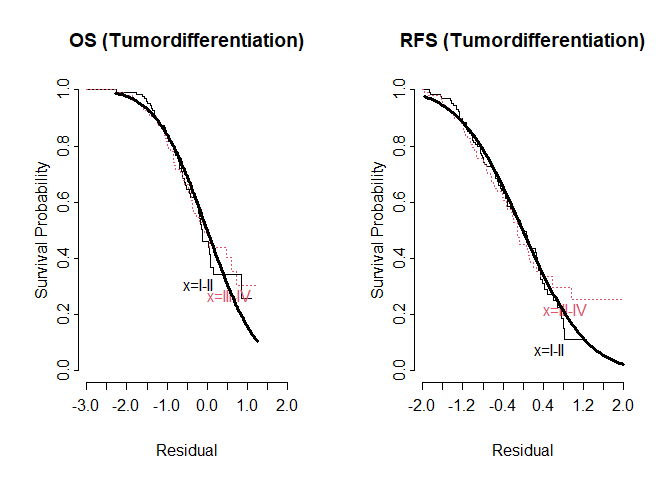 OS (Tumordifferentiation)
Survival Probability
1.0
0.8
0.6
0.4
0.2
0.0
x=I-II
x=III-IV
-3.0
-2.0
-1.0
0.0
1.0
2.0
Residual
RFS (Tumordifferentiation)
Survival Probability
1.0
0.8
0.6
0.4
0.2
0.0
x=III-IV
x=I-II
-2.0
-1.2
-0.4
0.4
1.2
2.0
Residual